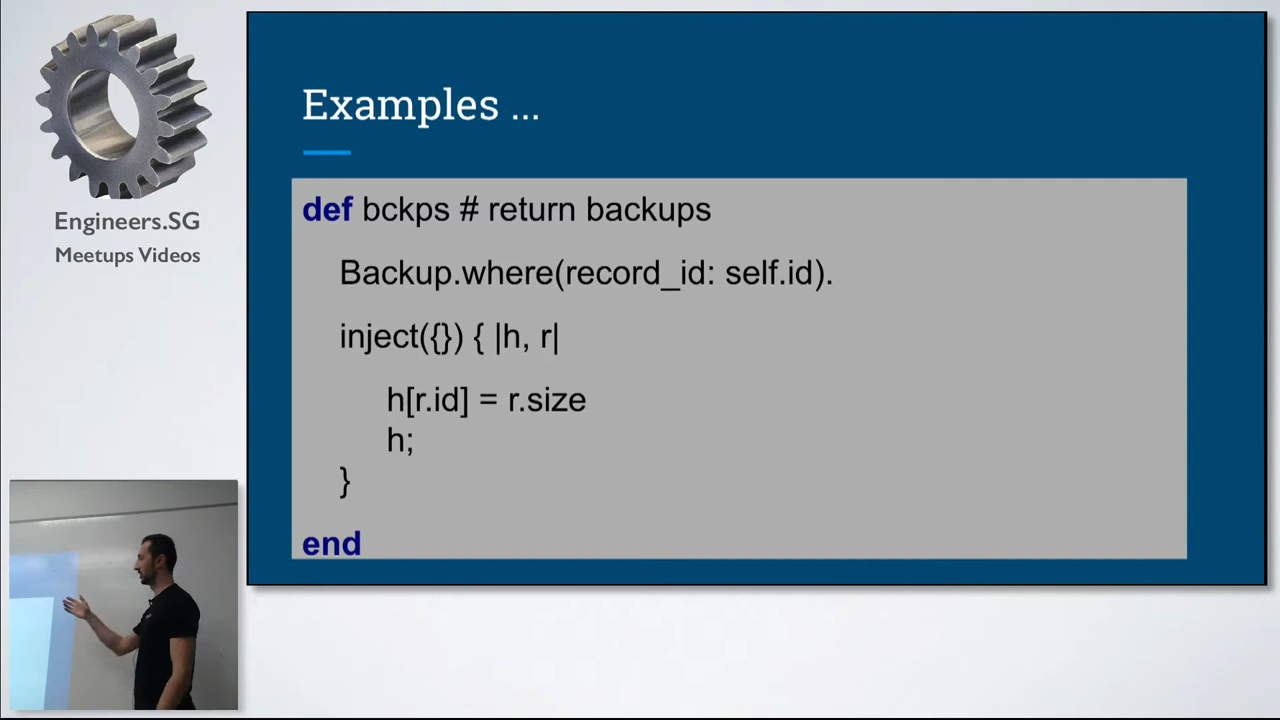 Engineers.SG
Meetups Videos
Examples ...
def bckps # return backups
Backup.where(record_id: self.id).
inject({}) { |h, r|
h[r.id] = r.size
h;
}
end